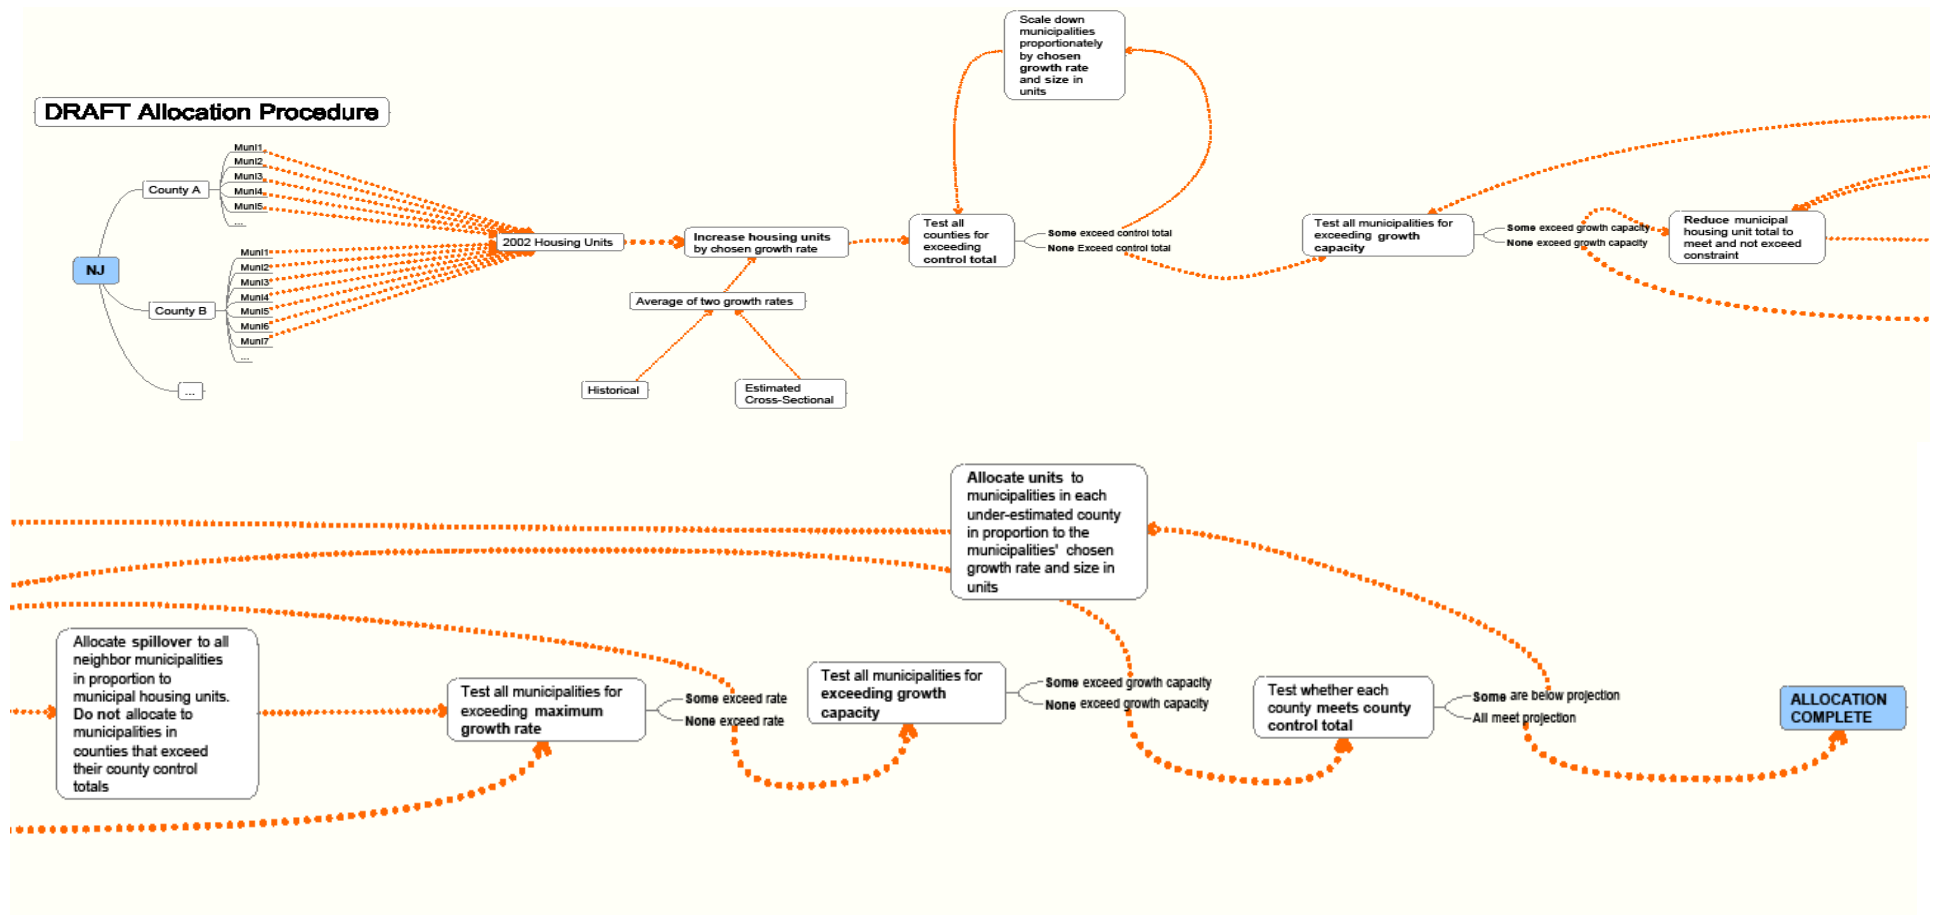 DRAFT Allocation Procedure
NJ
County A
Muni1
Muni2
Muni3
Muni4
Muni5
...
County B
Muni1
Muni2
Muni3
Muni4
Muni5
Muni6
Muni7
...
...
2002 Housing Units
Increase housing units
by chosen growth rate
Average of two growth rates
Historical
Estimated
Cross-Sectional
Scale down
municipalities
proportionately
by chosen
growth rate
and size in
units
Test all
counties for
exceeding
control total
Some exceed control total
None Exceed control total
Test all municipalities for
exceeding growth
capacity
Some exceed growth capacity
None exceed growth capacity
Reduce municipal
housing unit total to
meet and not exceed
constraint
Allocate units to
municipalities in each
under-estimated county
in proportion to the
municipalities' chosen
growth rate and size in
units
Allocate spillover to all
neighbor municipalities
in proportion to
municipal housing units.
Do not allocate to
municipalities in
counties that exceed
their county control
totals
Test all municipalities for
exceeding maximum
growth rate
Some exceed rate
None exceed rate
Test all municipalities for
exceeding growth
capacity
Some exceed growth capacity
None exceed growth capacity
Test whether each
county meets county
control total
Some are below projection
All meet projection
ALLOCATION
COMPLETE